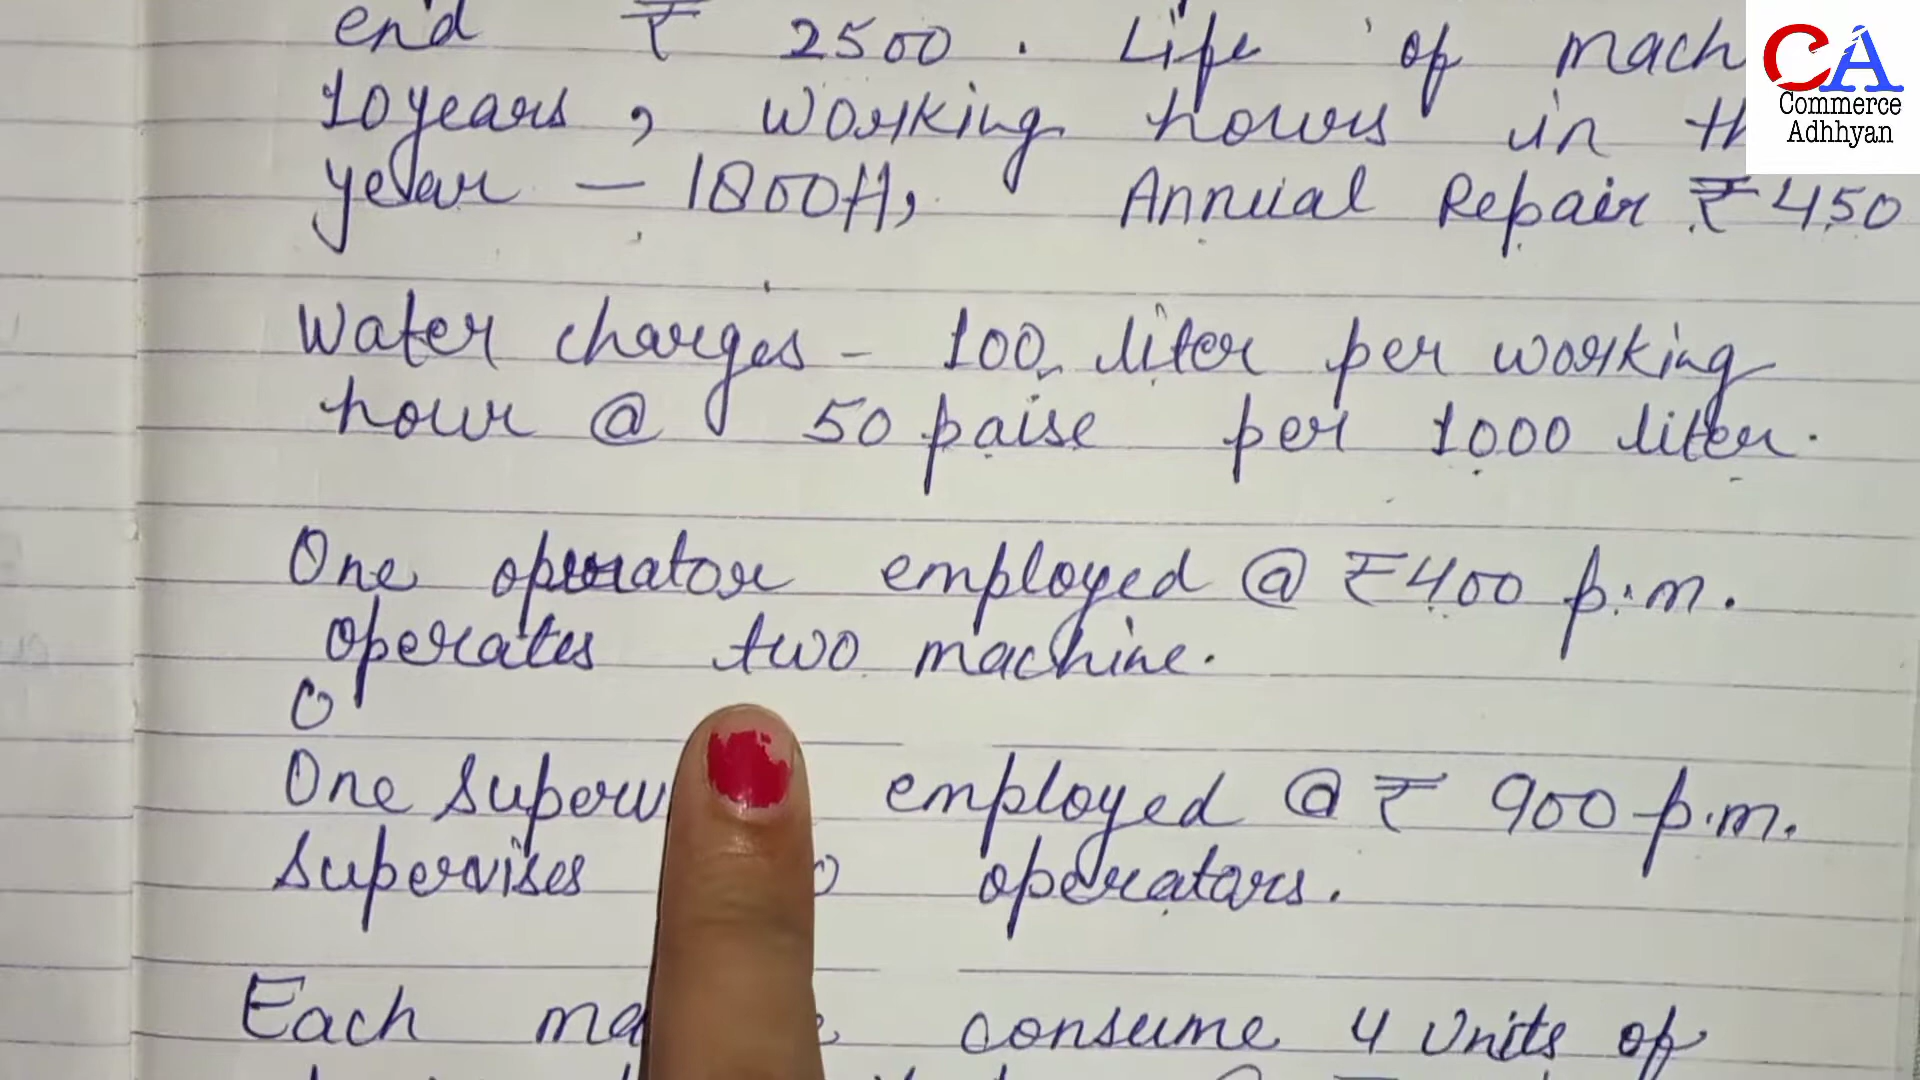 end ₹ 2500. Life of mach
10 years, working hours in th
year - 1800H, Annual Repair ₹ 450
Water charges - 100 liter per working
hour @ 50 paise per 1000 liter.
One operator employed @ ₹ 400 p.m.
operates two machine.
O
One employed @ ₹ 900 p.m.
supervises operators.
Each consume 4 units of
CA
Commerce
Adhhyan